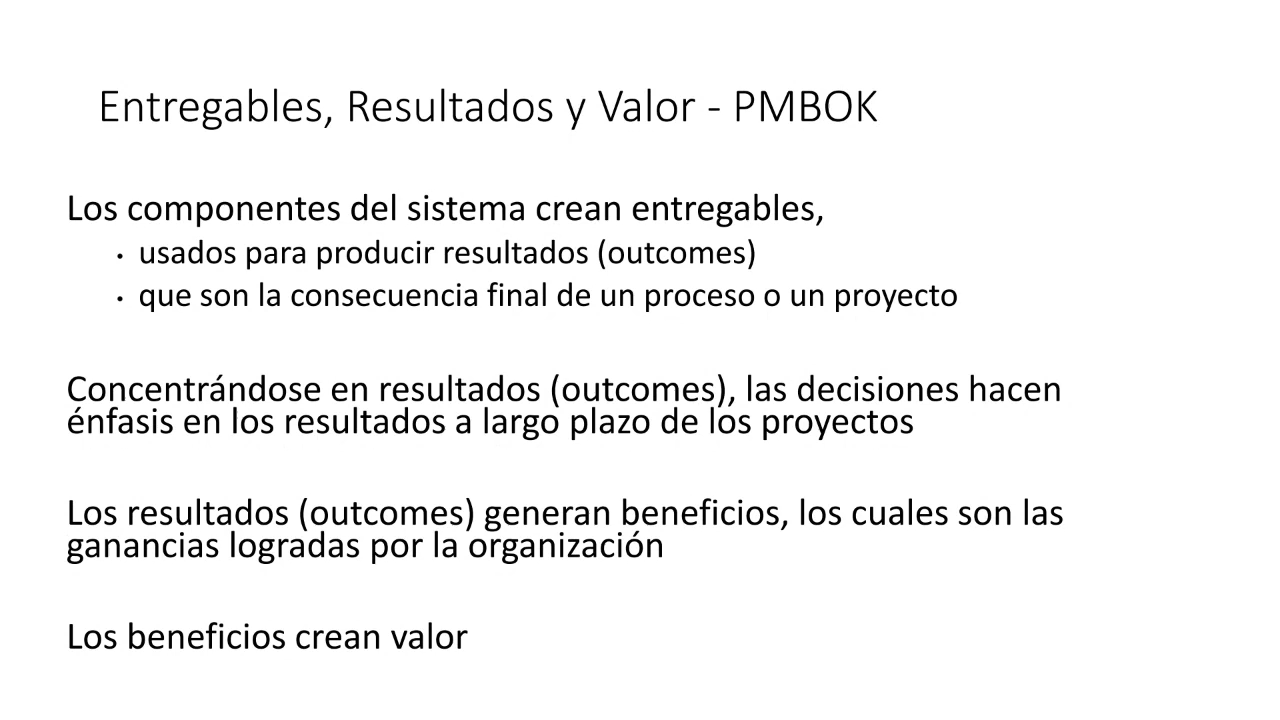 Entregables, Resultados y Valor - PMBOK
Los componentes del sistema crean entregables,
• usados para producir resultados (outcomes)
• que son la consecuencia final de un proceso o un proyecto
Concentrándose en resultados (outcomes), las decisiones hacen
énfasis en los resultados a largo plazo de los proyectos
Los resultados (outcomes) generan beneficios, los cuales son las
ganancias logradas por la organización
Los beneficios crean valor